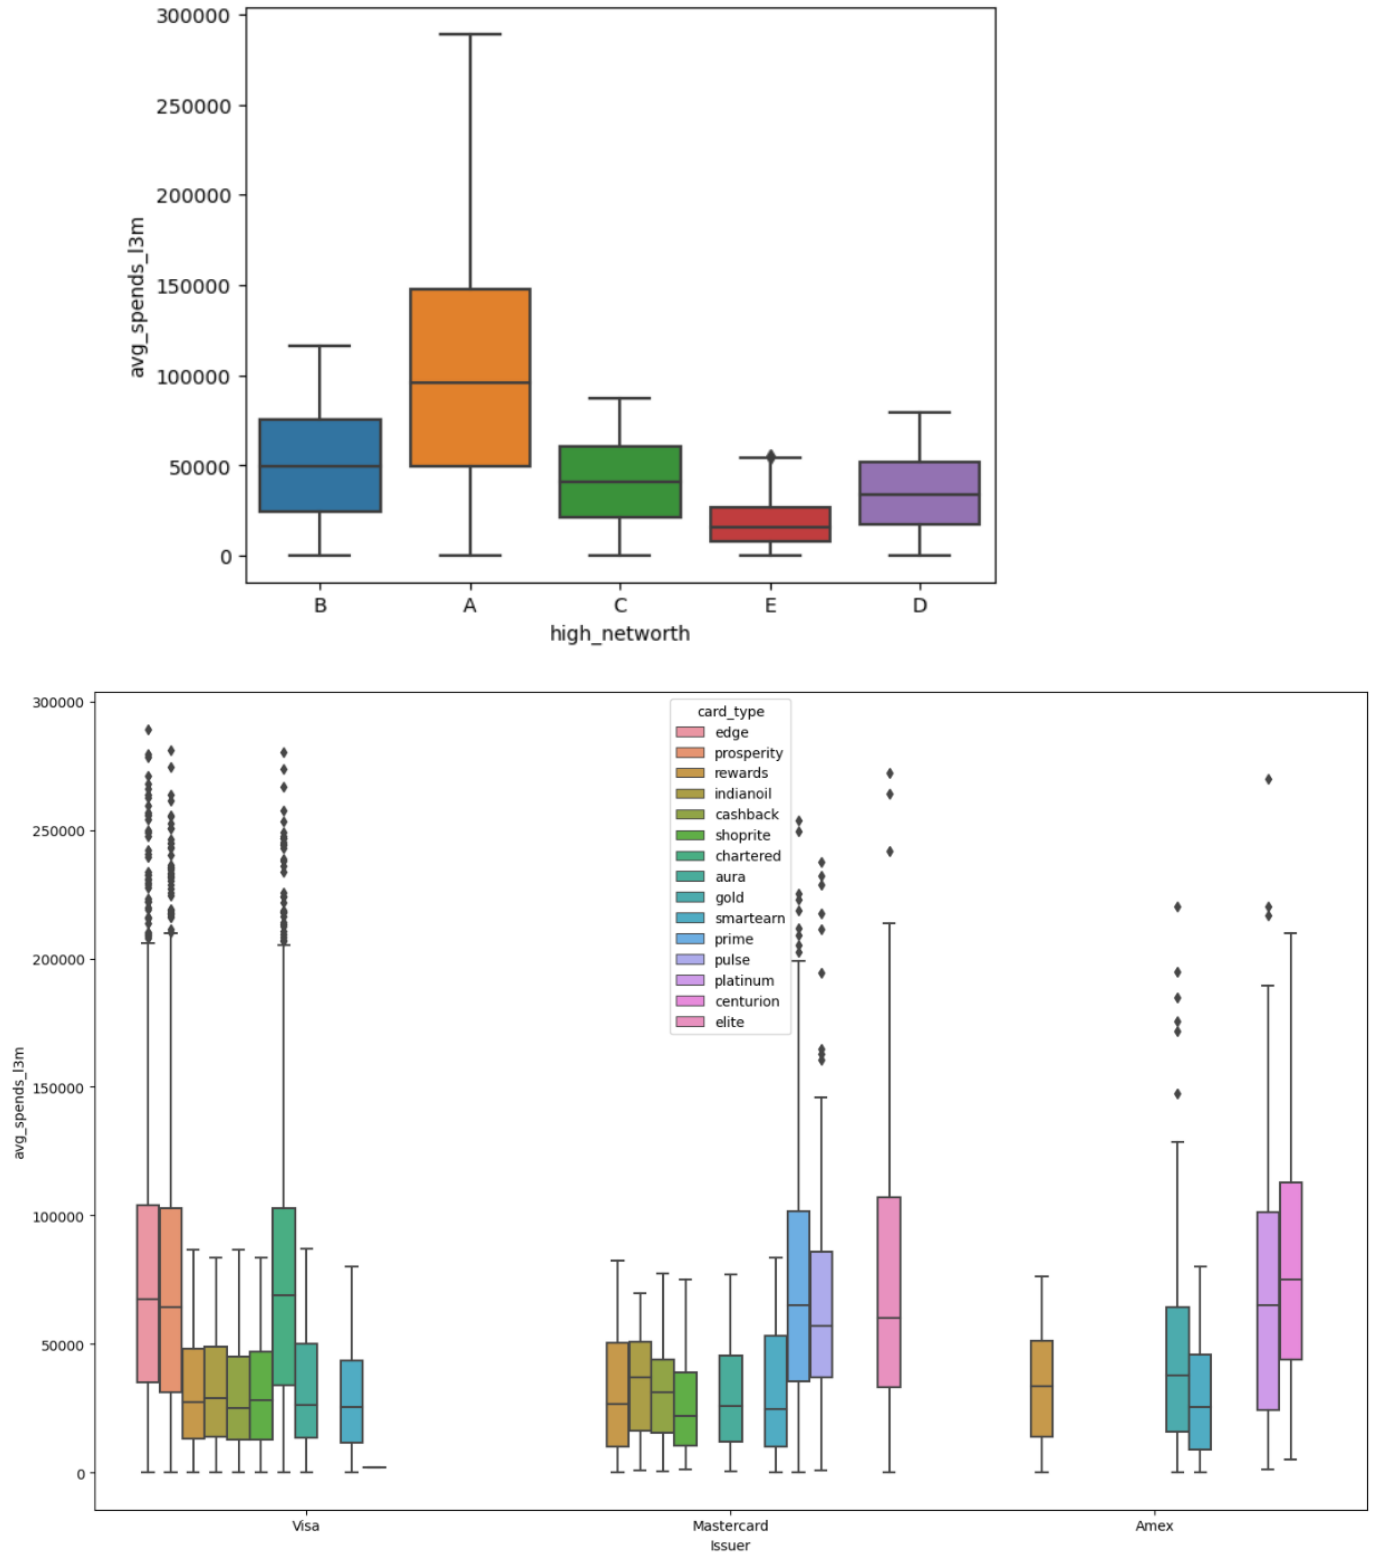 300000
250000
200000
150000
100000
50000
0
avg_spends_l3m
B A C E D
high_networth
300000
250000
200000
150000
100000
50000
0
avg_spends_l3m
card_type
edge
prosperity
rewards
indianoil
cashback
shoprite
chartered
aura
gold
smartearn
prime
pulse
platinum
centurion
elite
Visa Mastercard Amex
Issuer